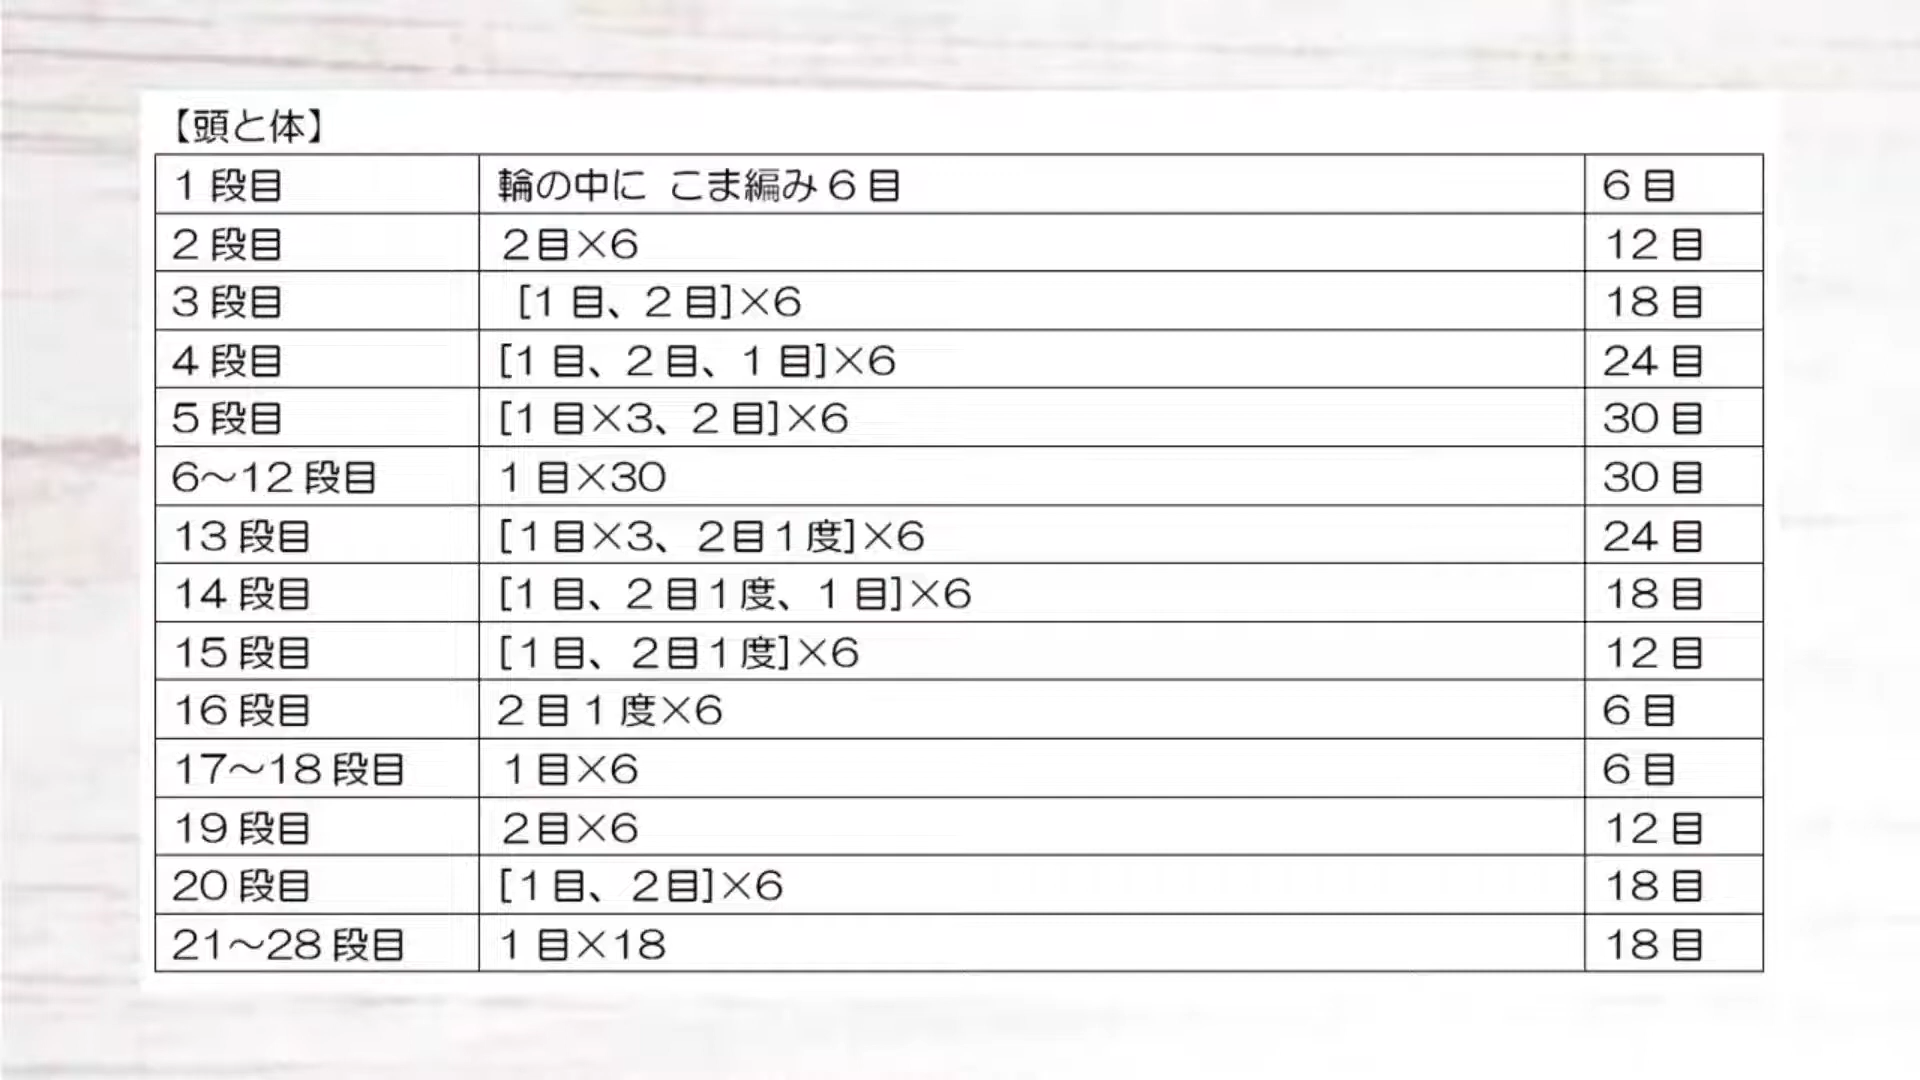 【頭と体】
1段目 輪の中に こま編み6目 6目
2段目 2目×6 12目
3段目 [1目、2目]×6 18目
4段目 [1目、2目、1目]×6 24目
5段目 [1目×3、2目]×6 30目
6～12段目 1目×30 30目
13段目 [1目×3、2目1度]×6 24目
14段目 [1目、2目1度、1目]×6 18目
15段目 [1目、2目1度]×6 12目
16段目 2目1度×6 6目
17～18段目 1目×6 6目
19段目 2目×6 12目
20段目 [1目、2目]×6 18目
21～28段目 1目×18 18目